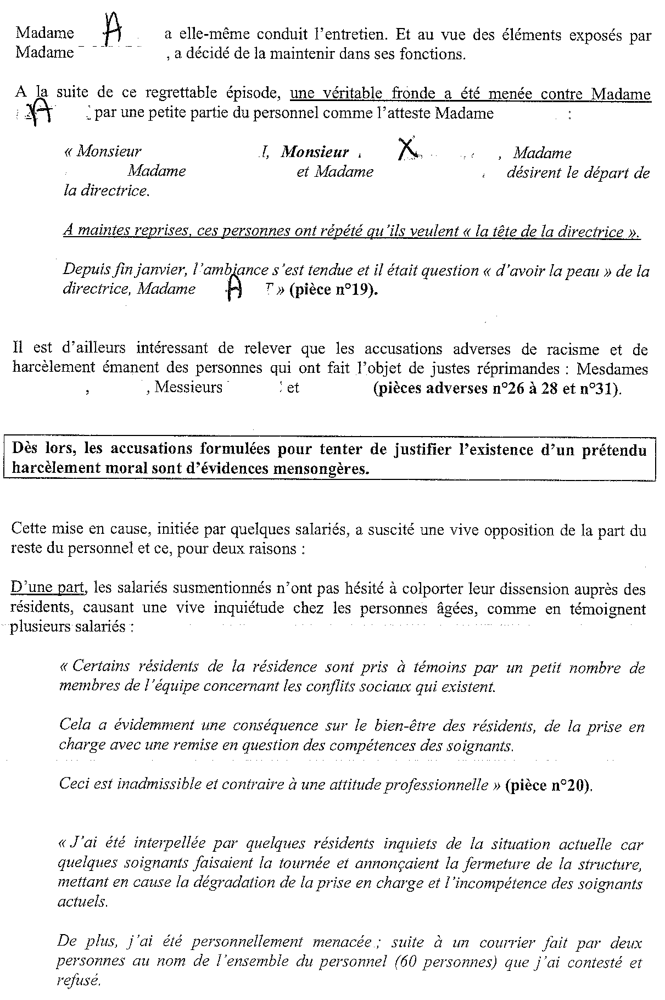 Madame A a elle-même conduit l'entretien. Et au vue des éléments exposés par
Madame , a décidé de la maintenir dans ses fonctions.
A la suite de ce regrettable épisode, une véritable fronde a été menée contre Madame
A par une petite partie du personnel comme l'atteste Madame :
« Monsieur I, Monsieur X , Madame
Madame et Madame désirent le départ de
la directrice.
A maintes reprises, ces personnes ont répété qu'ils veulent « la tête de la directrice ».
Depuis fin janvier, l'ambiance s'est tendue et il était question « d'avoir la peau » de la
directrice, Madame A T » (pièce n°19).
Il est d'ailleurs intéressant de relever que les accusations adverses de racisme et de
harcèlement émanent des personnes qui ont fait l'objet de justes réprimandes : Mesdames
, , Messieurs et (pièces adverses n°26 à 28 et n°31).
Dès lors, les accusations formulées pour tenter de justifier l'existence d'un prétendu
harcèlement moral sont d'évidences mensongères.
Cette mise en cause, initiée par quelques salariés, a suscité une vive opposition de la part du
reste du personnel et ce, pour deux raisons :
D'une part, les salariés susmentionnés n'ont pas hésité à colporter leur dissension auprès des
résidents, causant une vive inquiétude chez les personnes âgées, comme en témoignent
plusieurs salariés :
« Certains résidents de la résidence sont pris à témoins par un petit nombre de
membres de l'équipe concernant les conflits sociaux qui existent.
Cela a évidemment une conséquence sur le bien-être des résidents, de la prise en
charge avec une remise en question des compétences des soignants.
Ceci est inadmissible et contraire à une attitude professionnelle » (pièce n°20).
« J'ai été interpellée par quelques résidents inquiets de la situation actuelle car
quelques soignants faisaient la tournée et annonçaient la fermeture de la structure,
mettant en cause la dégradation de la prise en charge et l'incompétence des soignants
actuels.
De plus, j'ai été personnellement menacée ; suite à un courrier fait par deux
personnes au nom de l'ensemble du personnel (60 personnes) que j'ai contesté et
refusé.